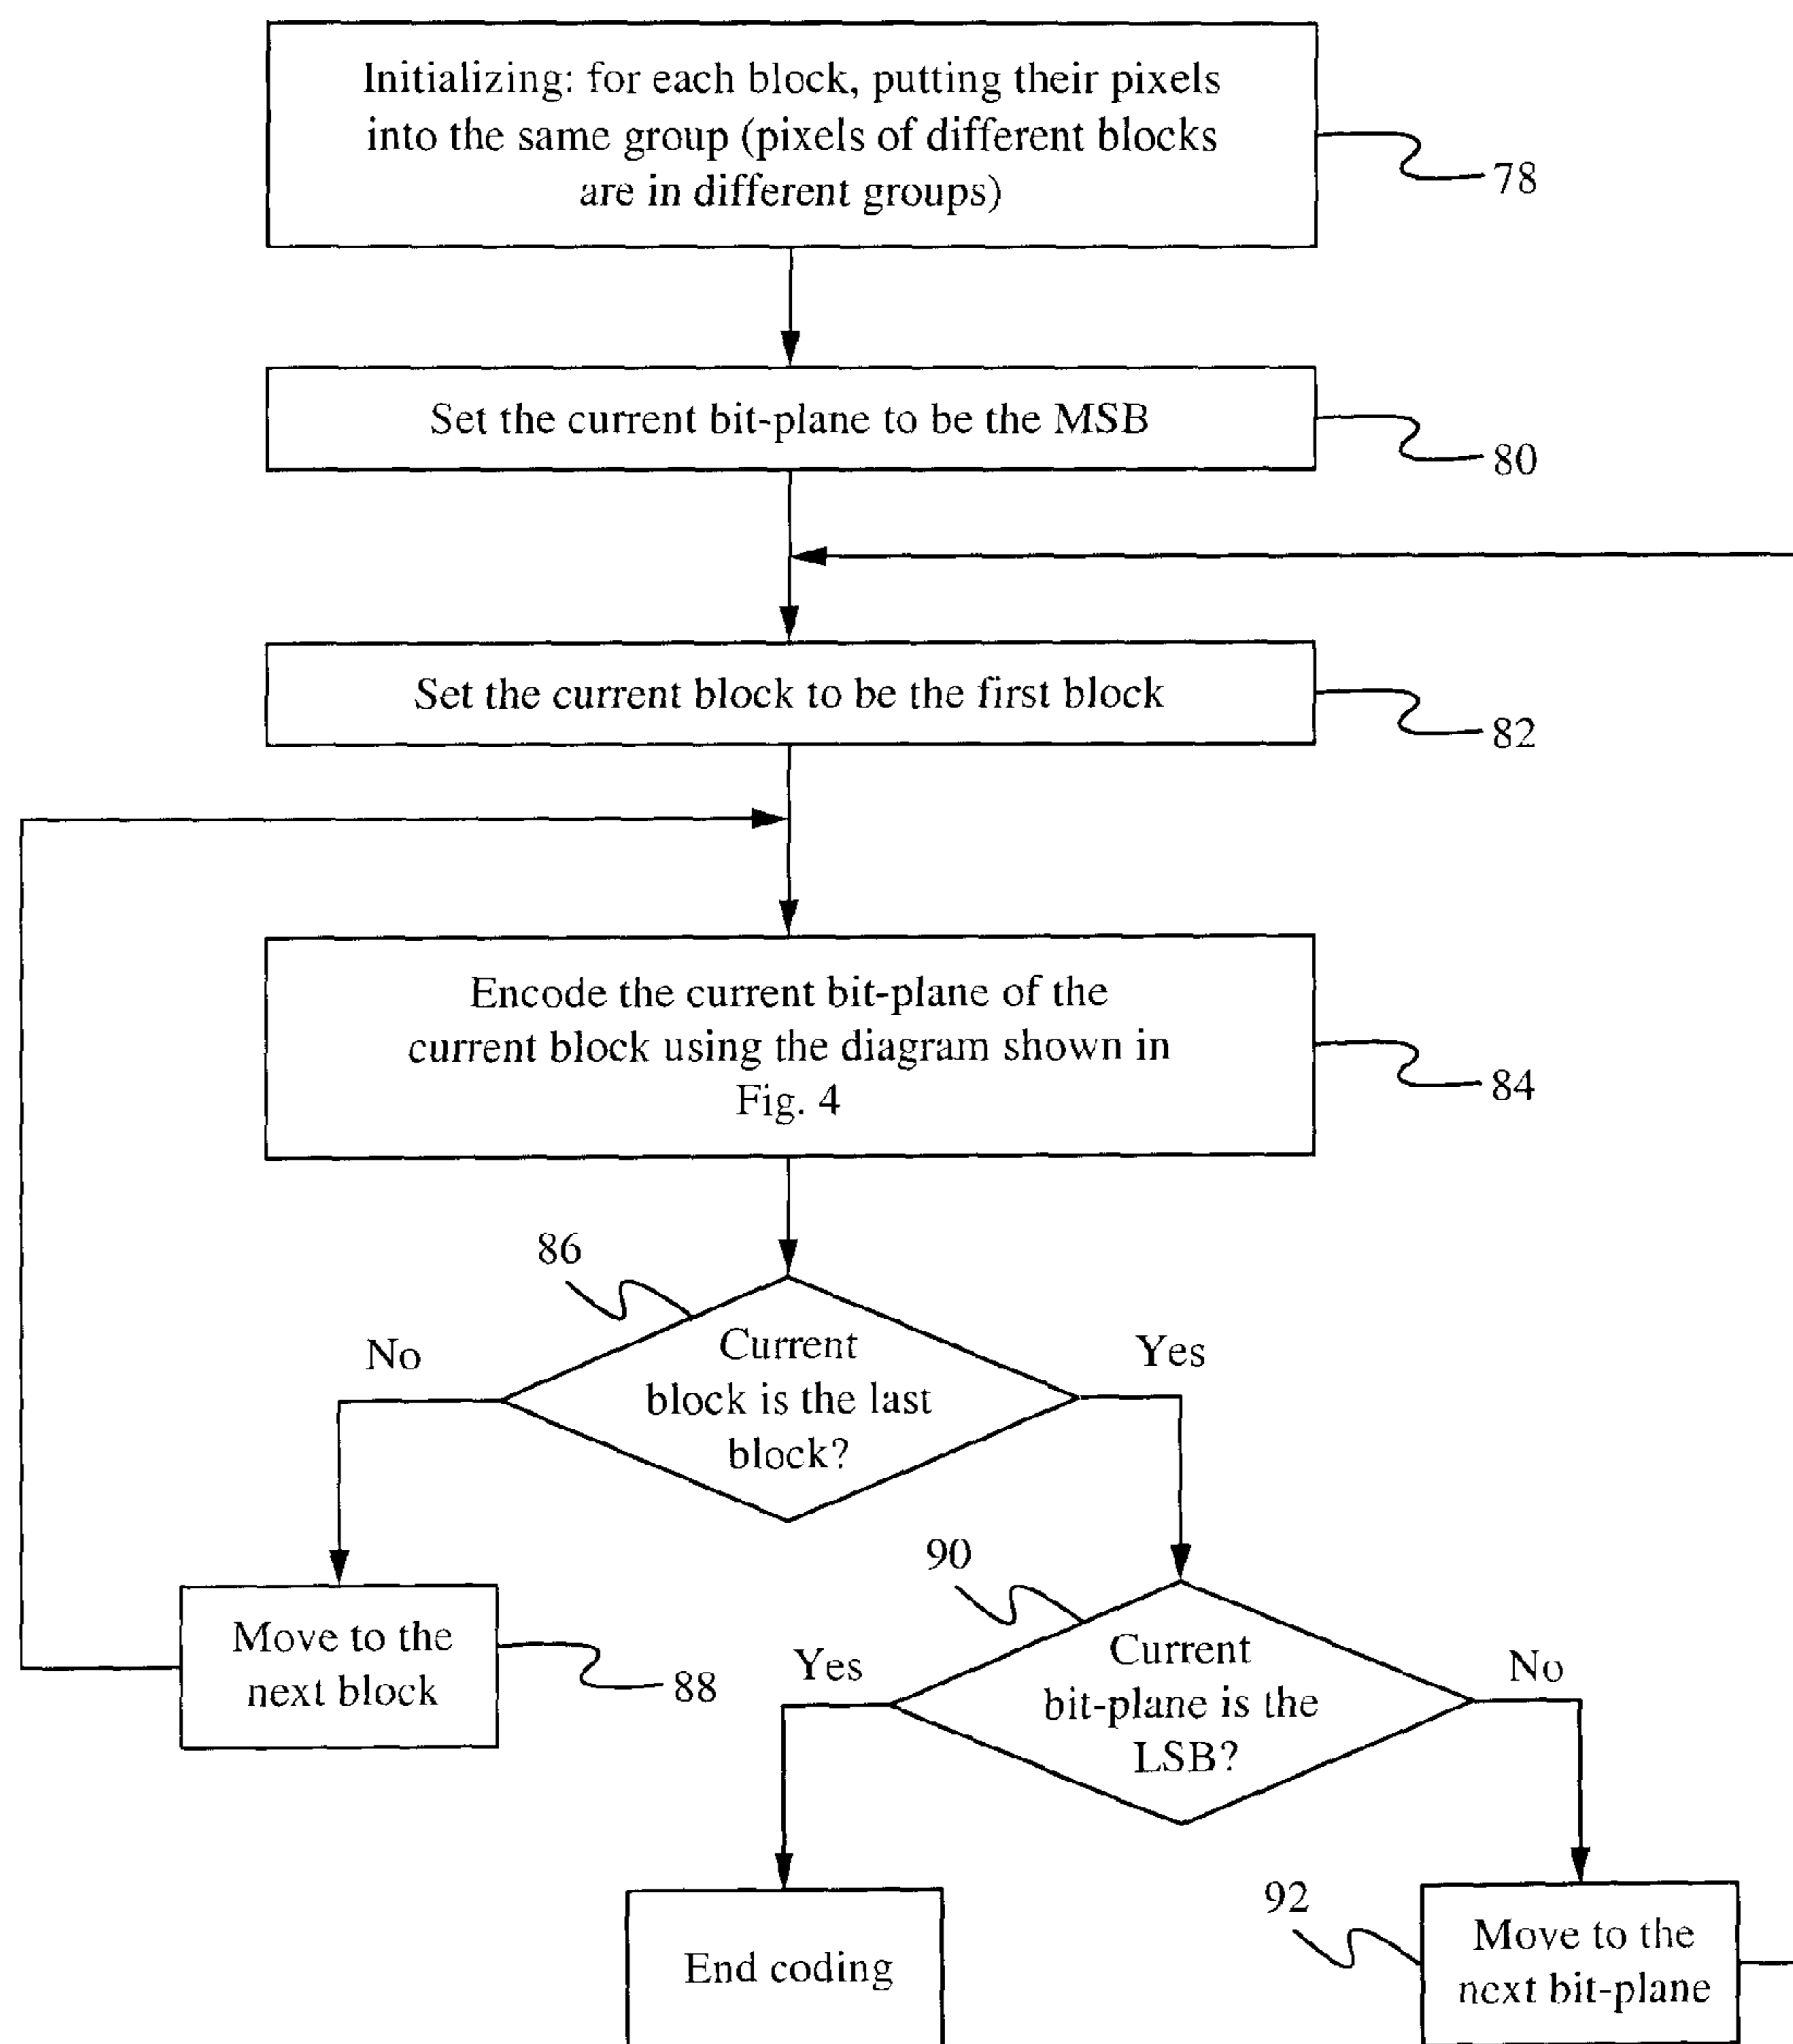 Initializing: for each block, putting their pixels
into the same group (pixels of different blocks
are in different groups)
78
Set the current bit-plane to be the MSB
80
Set the current block to be the first block
82
Encode the current bit-plane of the
current block using the diagram shown in
Fig. 4
84
86
No
Yes
Current
block is the last
block?
90
Move to the
next block
88
Yes
No
Current
bit-plane is the
LSB?
92
End coding
Move to the
next bit-plane